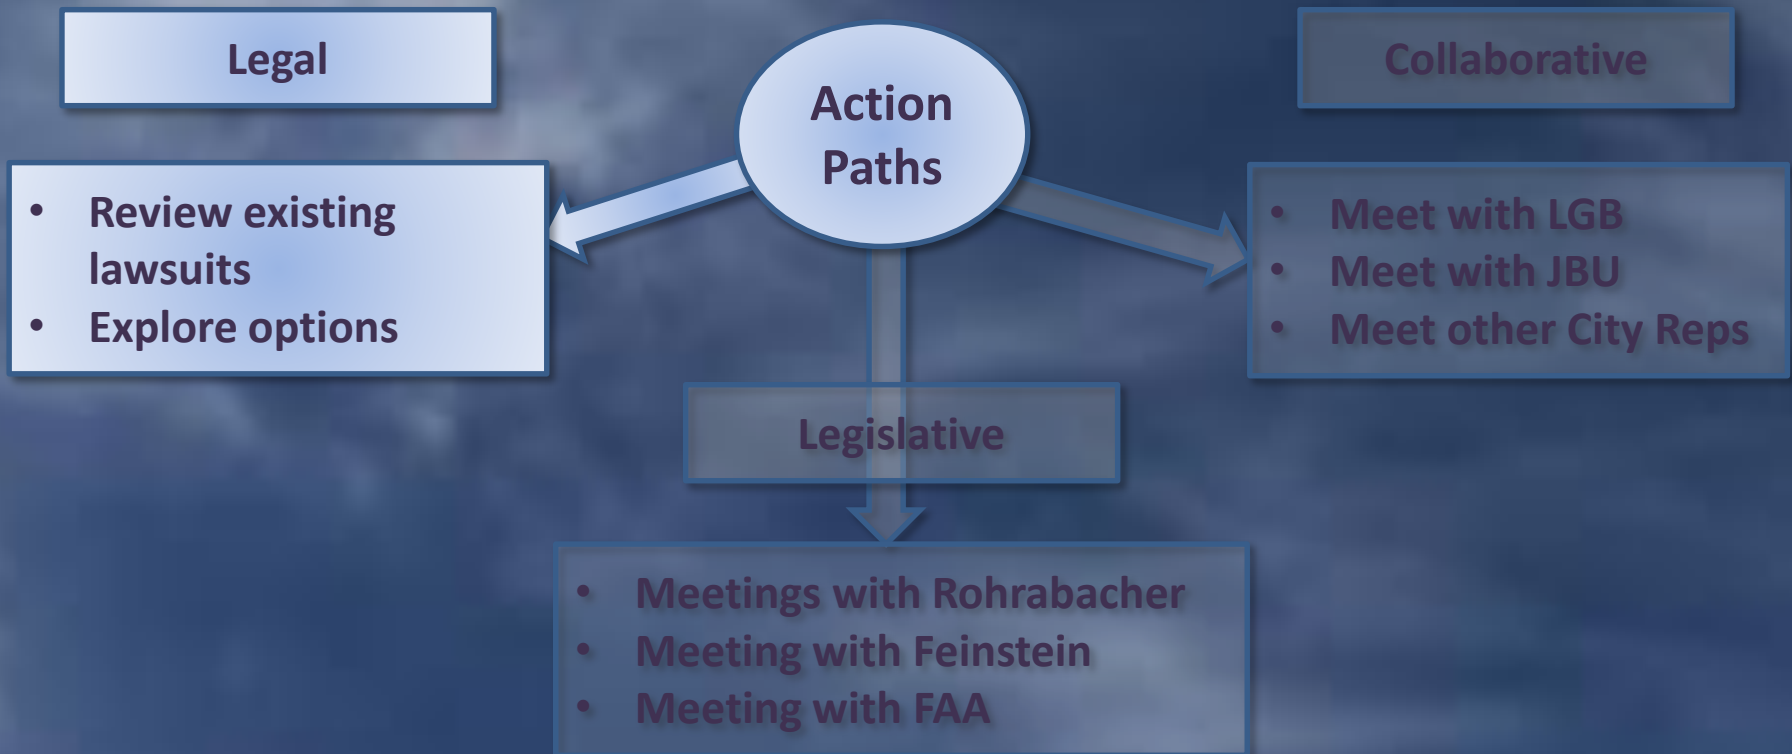 Legal
Action
Paths
Collaborative
• Review existing
lawsuits
• Explore options
• Meet with LGB
• Meet with JBU
• Meet other City Reps
Legislative
• Meetings with Rohrabacher
• Meeting with Feinstein
• Meeting with FAA